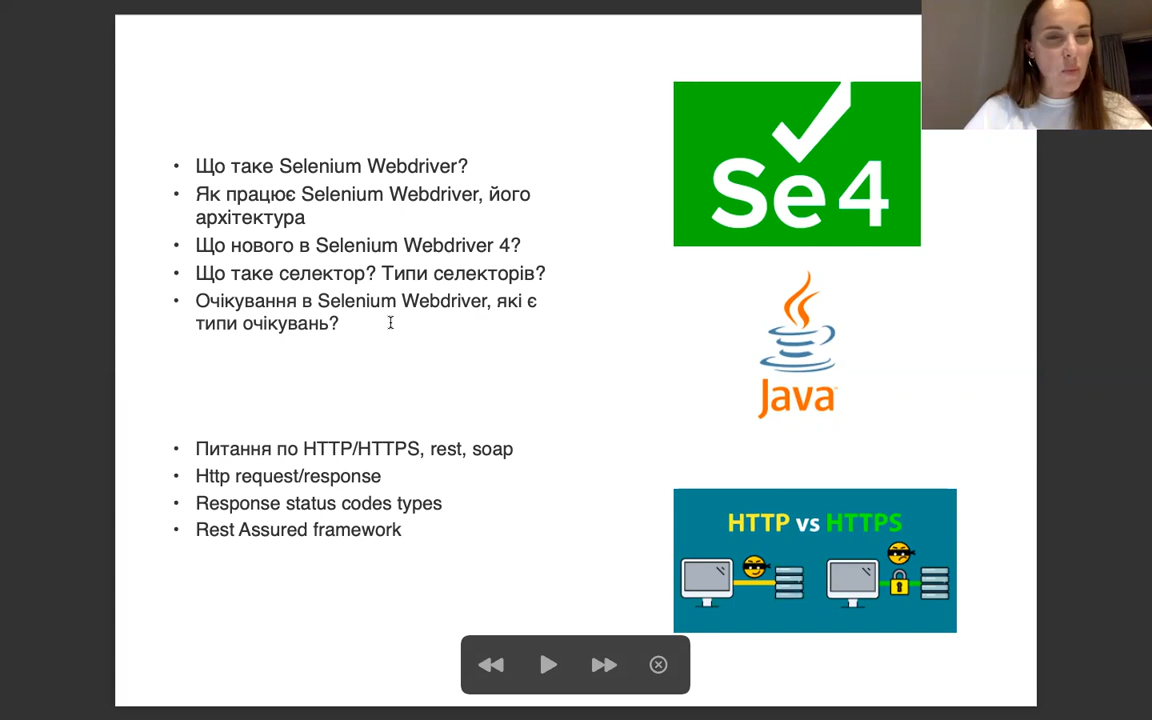 • Що таке Selenium Webdriver?
• Як працює Selenium Webdriver, його
архітектура
• Що нового в Selenium Webdriver 4?
• Що таке селектор? Типи селекторів?
• Очікування в Selenium Webdriver, які є
типи очікувань?
• Питання по HTTP/HTTPS, rest, soap
• Http request/response
• Response status codes types
• Rest Assured framework
Se 4
Java
HTTP vs HTTPS